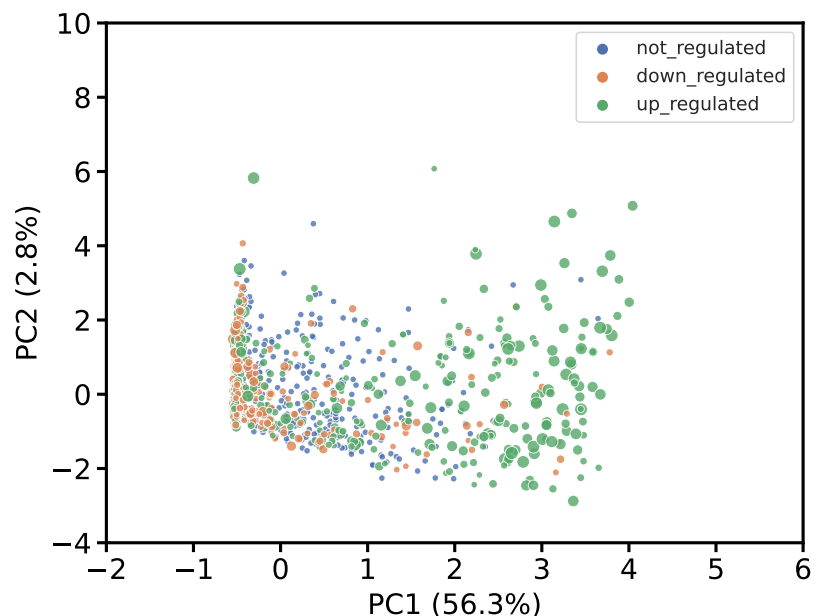 10
8
6
4
2
0
−2
−4
PC2 (2.8%)
not_regulated
down_regulated
up_regulated
−2 −1 0 1 2 3 4 5 6
PC1 (56.3%)